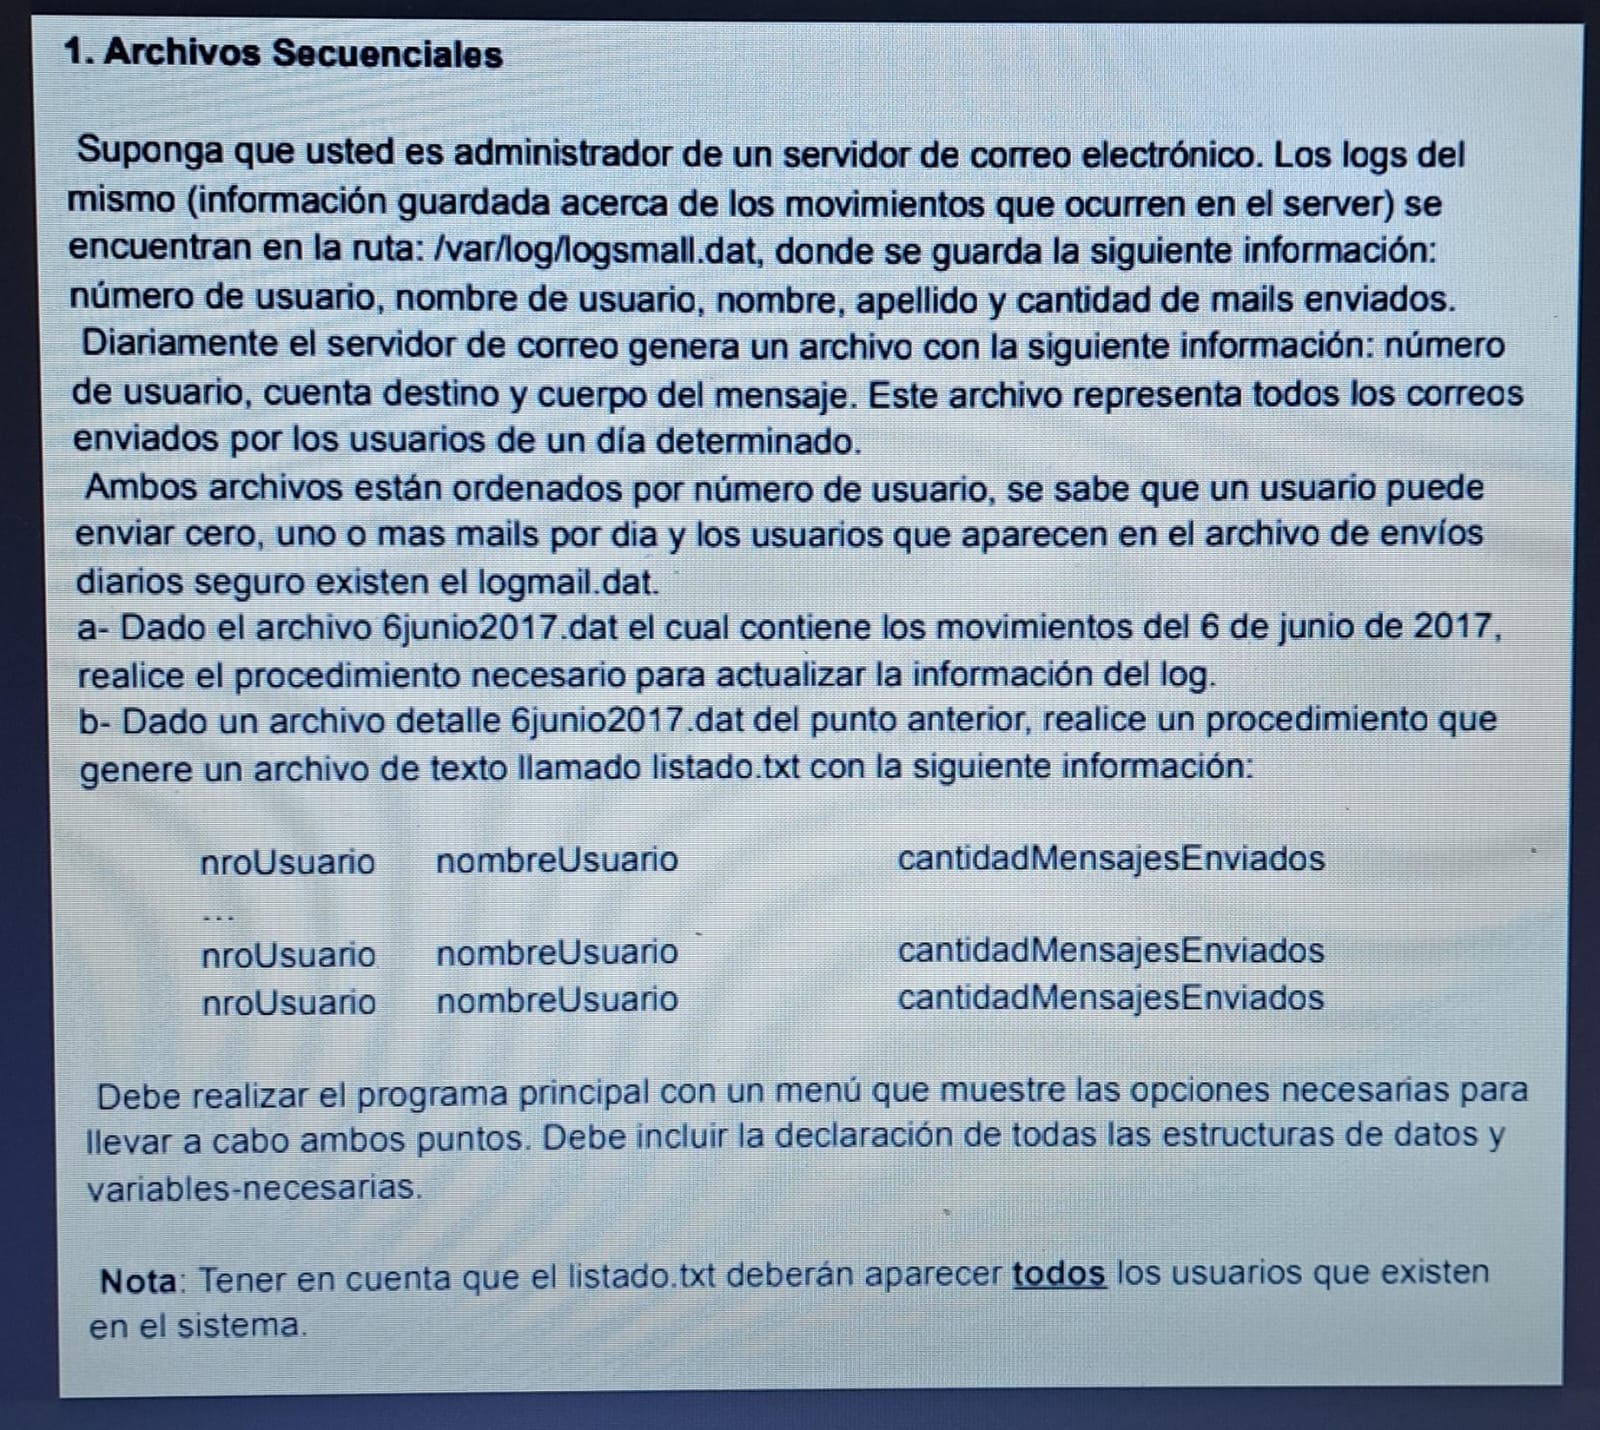 1. Archivos Secuenciales
Suponga que usted es administrador de un servidor de correo electrónico. Los logs del
mismo (información guardada acerca de los movimientos que ocurren en el server) se
encuentran en la ruta: /var/log/logsmall.dat, donde se guarda la siguiente información:
número de usuario, nombre de usuario, nombre, apellido y cantidad de mails enviados.
Diariamente el servidor de correo genera un archivo con la siguiente información: número
de usuario, cuenta destino y cuerpo del mensaje. Este archivo representa todos los correos
enviados por los usuarios de un día determinado.
Ambos archivos están ordenados por número de usuario, se sabe que un usuario puede
enviar cero, uno o mas mails por dia y los usuarios que aparecen en el archivo de envíos
diarios seguro existen el logmail.dat.
a- Dado el archivo 6junio2017.dat el cual contiene los movimientos del 6 de junio de 2017,
realice el procedimiento necesario para actualizar la información del log.
b- Dado un archivo detalle 6junio2017.dat del punto anterior, realice un procedimiento que
genere un archivo de texto llamado listado.txt con la siguiente información:
nroUsuario nombreUsuario cantidadMensajesEnviados
...
nroUsuario nombreUsuario cantidadMensajesEnviados
nroUsuario nombreUsuario cantidadMensajesEnviados
Debe realizar el programa principal con un menú que muestre las opciones necesarias para
llevar a cabo ambos puntos. Debe incluir la declaración de todas las estructuras de datos y
variables-necesarias.
Nota: Tener en cuenta que el listado.txt deberán aparecer todos los usuarios que existen
en el sistema.